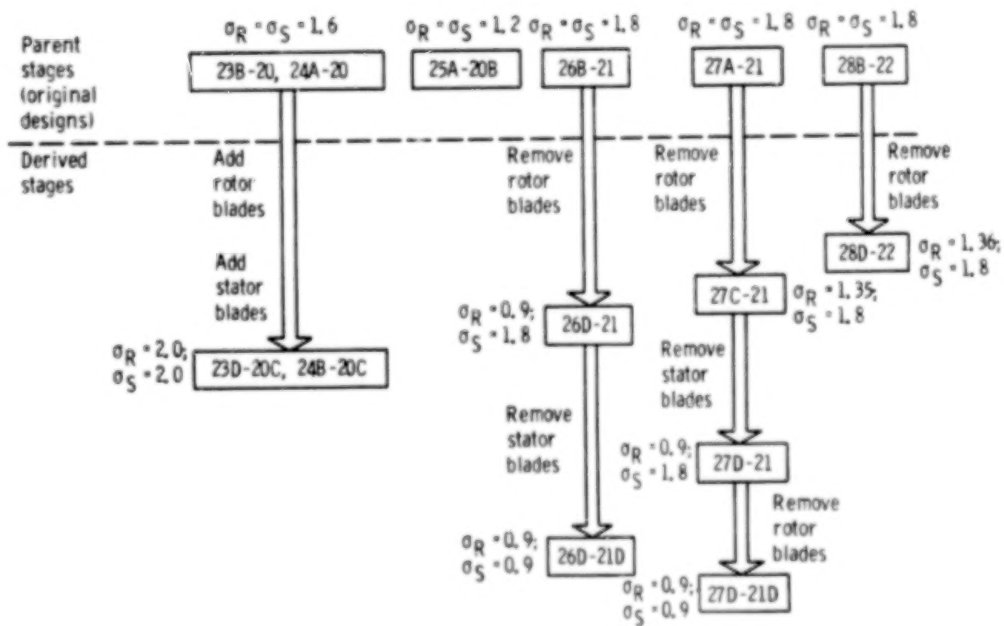 Parent stages (original designs)
σR = σS = 1.6
23B-20, 24A-20
σR = σS = 1.2
25A-20B
σR = σS = 1.8
26B-21
σR = σS = 1.8
27A-21
σR = σS = 1.8
28B-22
Derived stages
Add rotor blades
Add stator blades
σR = 2.0;
σS = 2.0
23D-20C, 24B-20C
Remove rotor blades
σR = 0.9;
σS = 1.8
26D-21
Remove stator blades
σR = 0.9;
σS = 0.9
26D-21D
Remove rotor blades
27C-21
σR = 1.35;
σS = 1.8
Remove stator blades
σR = 0.9;
σS = 1.8
27D-21
Remove rotor blades
σR = 0.9;
σS = 0.9
27D-21D
Remove rotor blades
28D-22
σR = 1.36;
σS = 1.8